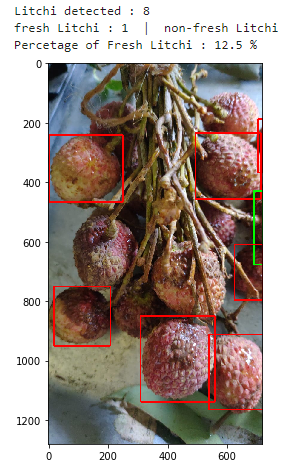 Litchi detected : 8
fresh Litchi : 1 | non-fresh Litchi
Percetage of Fresh Litchi : 12.5 %
0
200
400
600
800
1000
1200
0 200 400 600